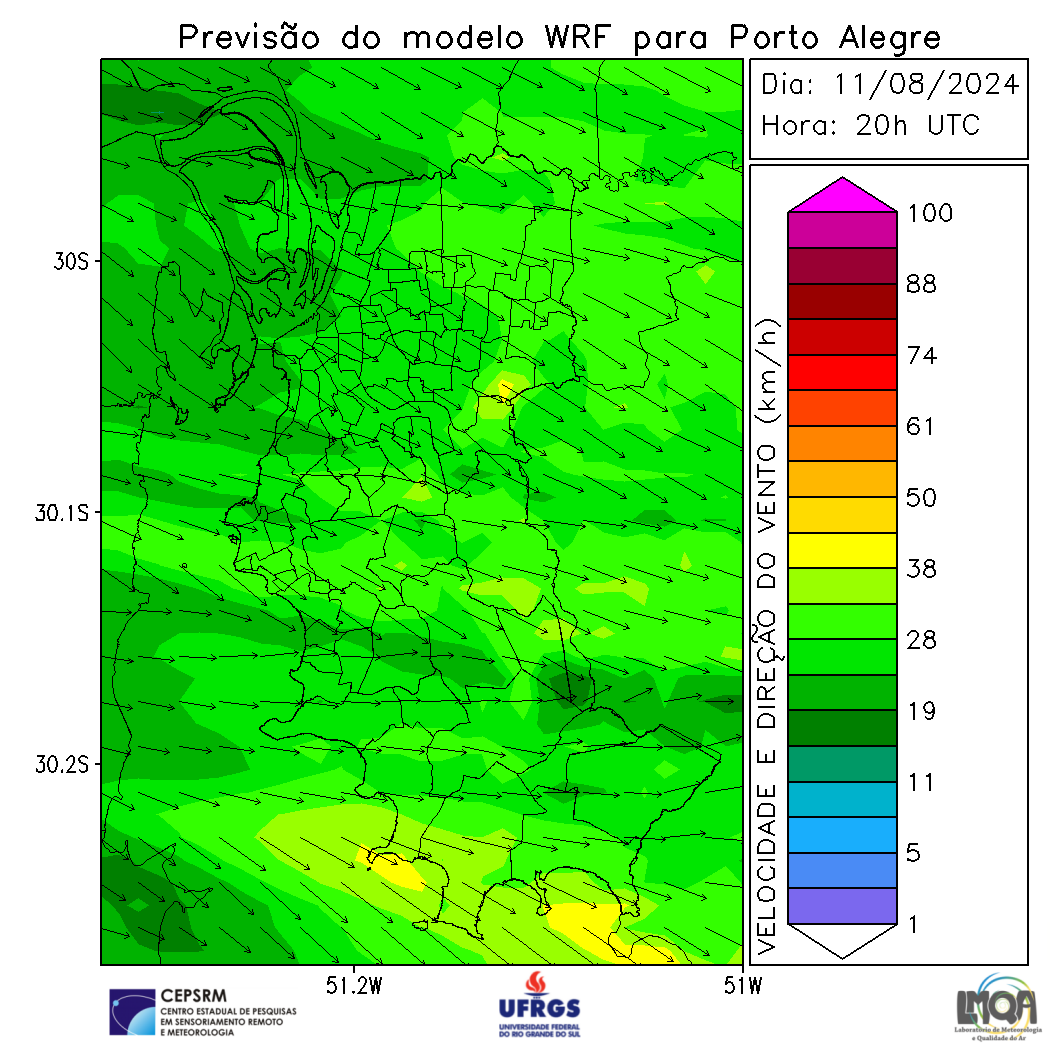 Previsão do modelo WRF para Porto Alegre
Dia: 11/08/2024
Hora: 20h UTC
30S
30.1S
30.2S
51.2W
51W
VELOCIDADE E DIREÇÃO DO VENTO (km/h)
100
88
74
61
50
38
28
19
11
5
1
CEPSRM
CENTRO ESTADUAL DE PESQUISAS
EM SENSORIAMENTO REMOTO
E METEOROLOGIA
UFRGS
UNIVERSIDADE FEDERAL
DO RIO GRANDE DO SUL
LMQA
Laboratório de Meteorologia
e Qualidade do Ar